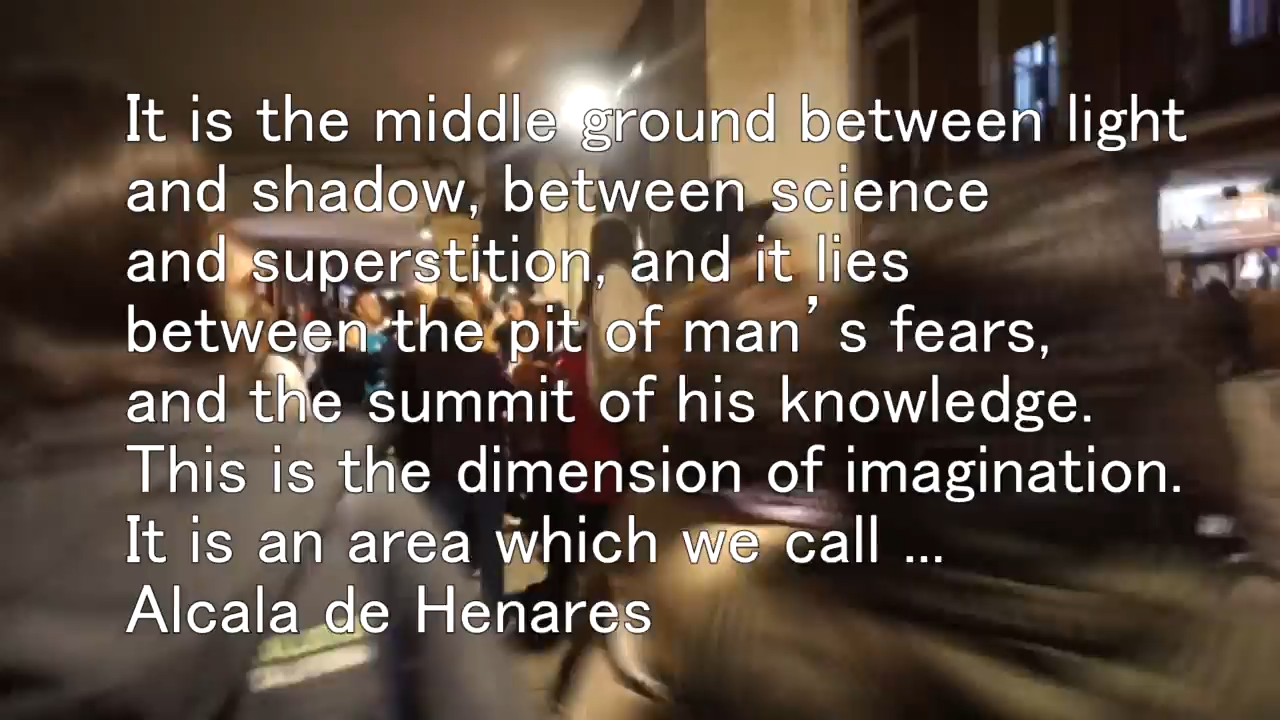 It is the middle ground between light
and shadow, between science
and superstition, and it lies
between the pit of man’s fears,
and the summit of his knowledge.
This is the dimension of imagination.
It is an area which we call ...
Alcala de Henares